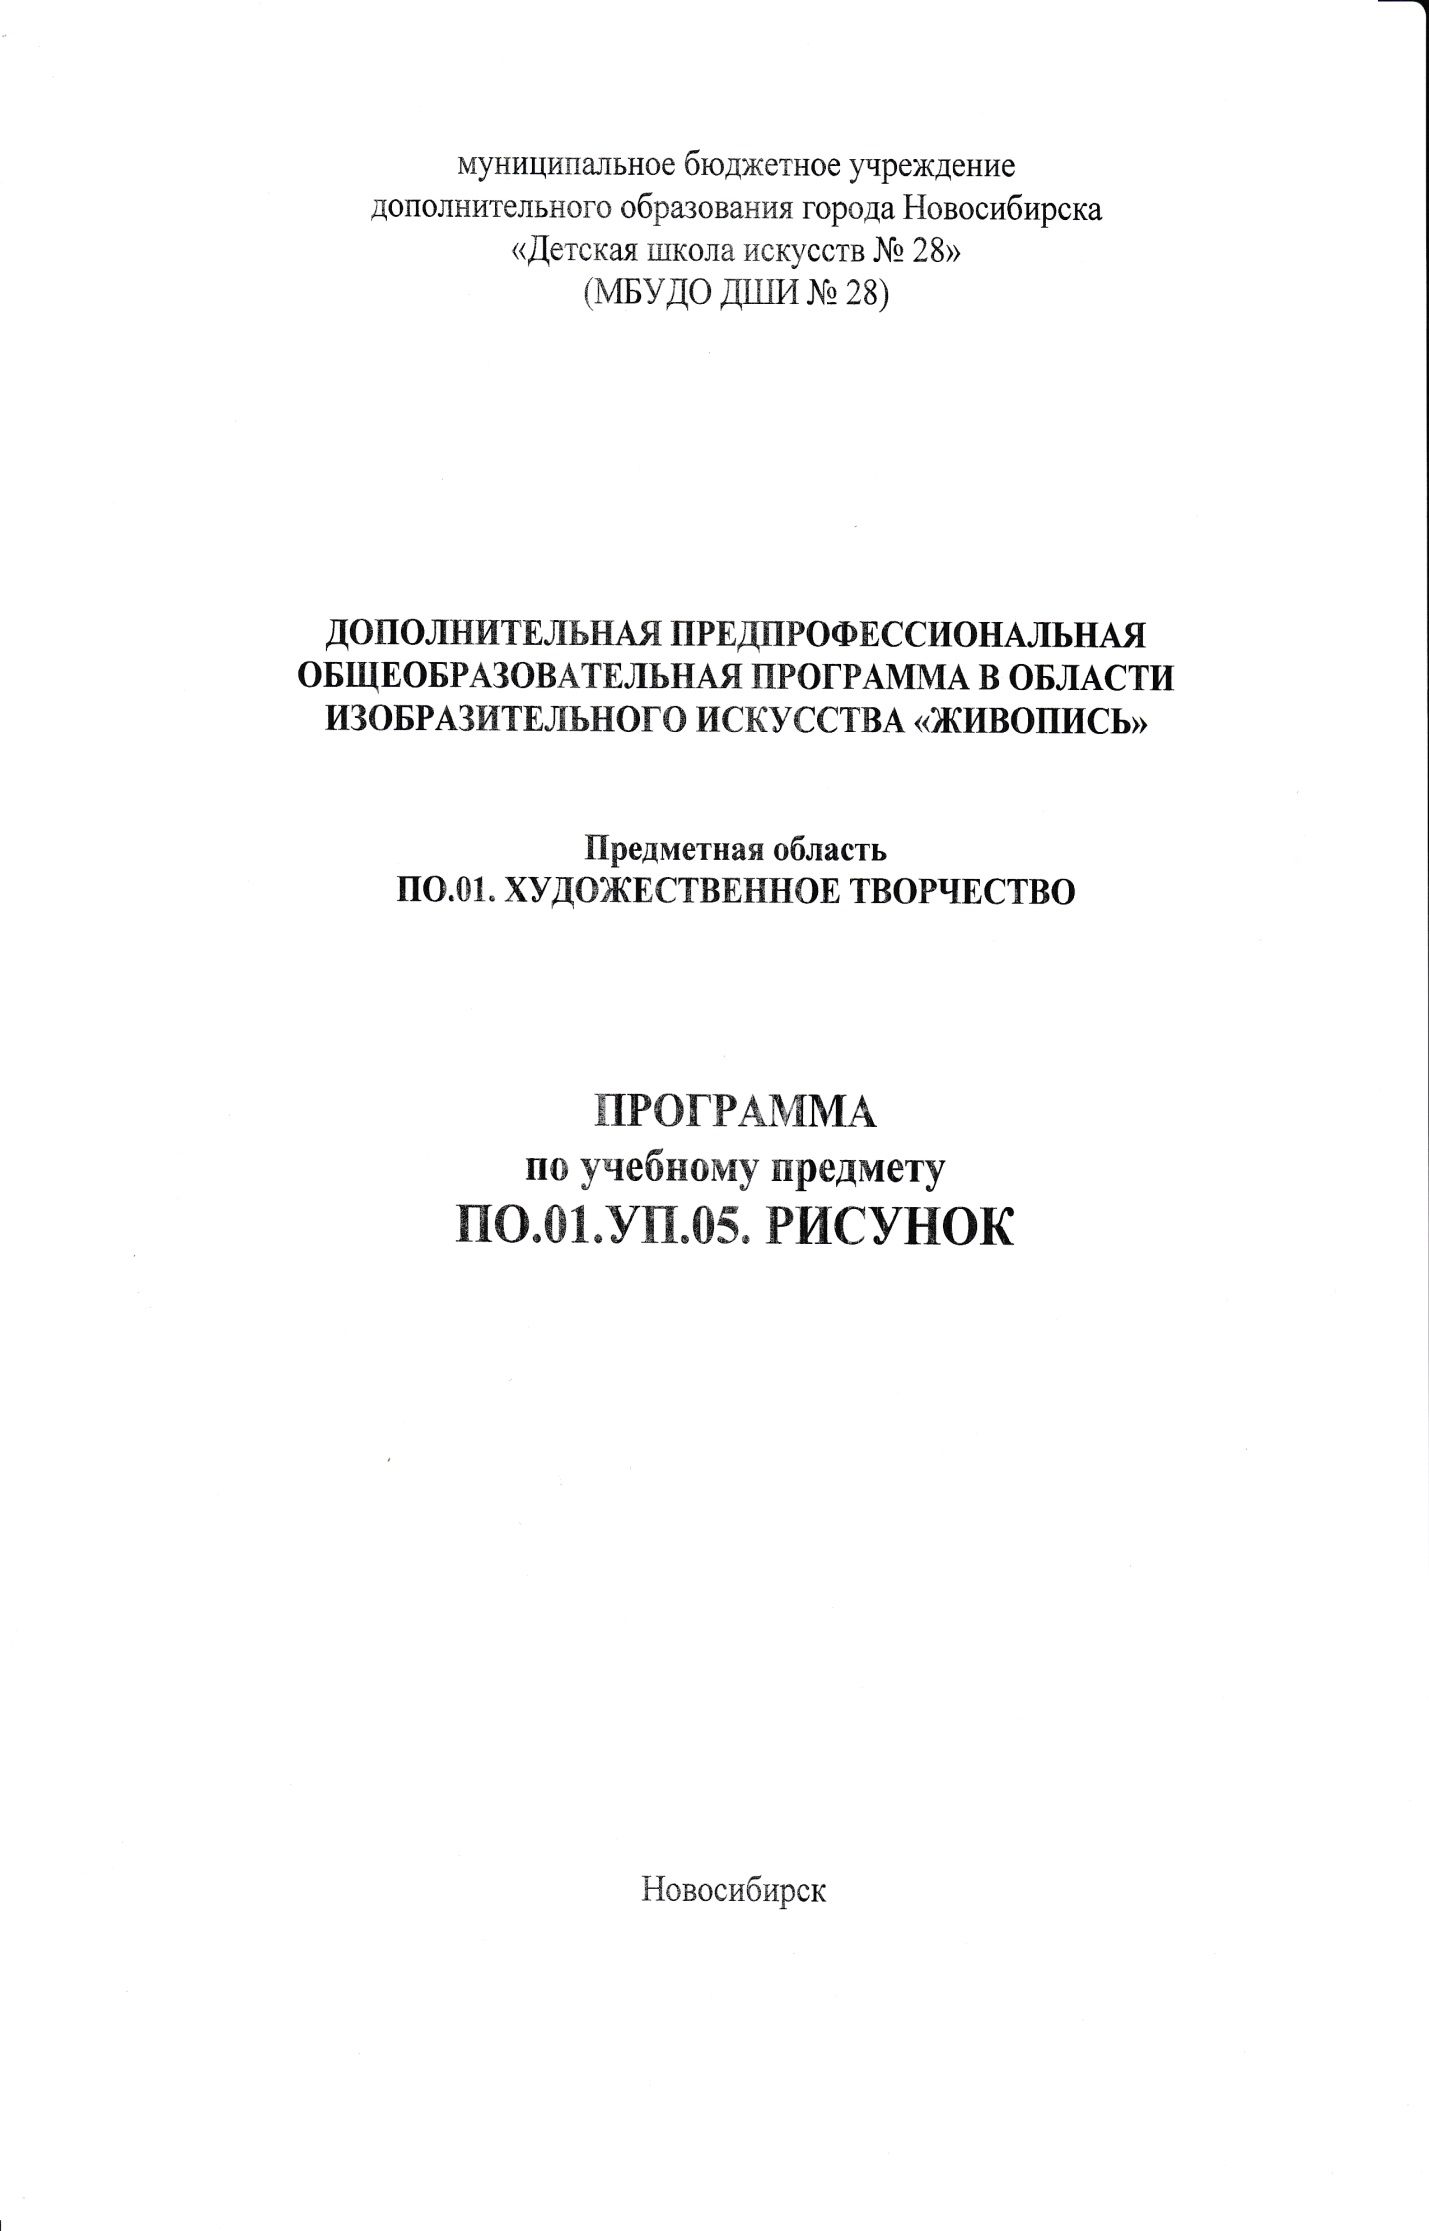 муниципальное бюджетное учреждение
дополнительного образования города Новосибирска
«Детская школа искусств № 28»
(МБУДО ДШИ № 28)
ДОПОЛНИТЕЛЬНАЯ ПРЕДПРОФЕССИОНАЛЬНАЯ
ОБЩЕОБРАЗОВАТЕЛЬНАЯ ПРОГРАММА В ОБЛАСТИ
ИЗОБРАЗИТЕЛЬНОГО ИСКУССТВА «ЖИВОПИСЬ»
Предметная область
ПО.01. ХУДОЖЕСТВЕННОЕ ТВОРЧЕСТВО
ПРОГРАММА
по учебному предмету
ПО.01.УП.05. РИСУНОК
Новосибирск